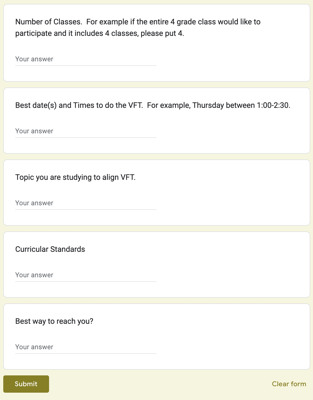 Number of Classes.  For example if the entire 4 grade class would like to
participate and it includes 4 classes, please put 4.
Your answer
Best date(s) and Times to do the VFT.  For example, Thursday between 1:00-2:30.
Your answer
Topic you are studying to align VFT.
Your answer
Curricular Standards
Your answer
Best way to reach you?
Your answer
Submit
Clear form